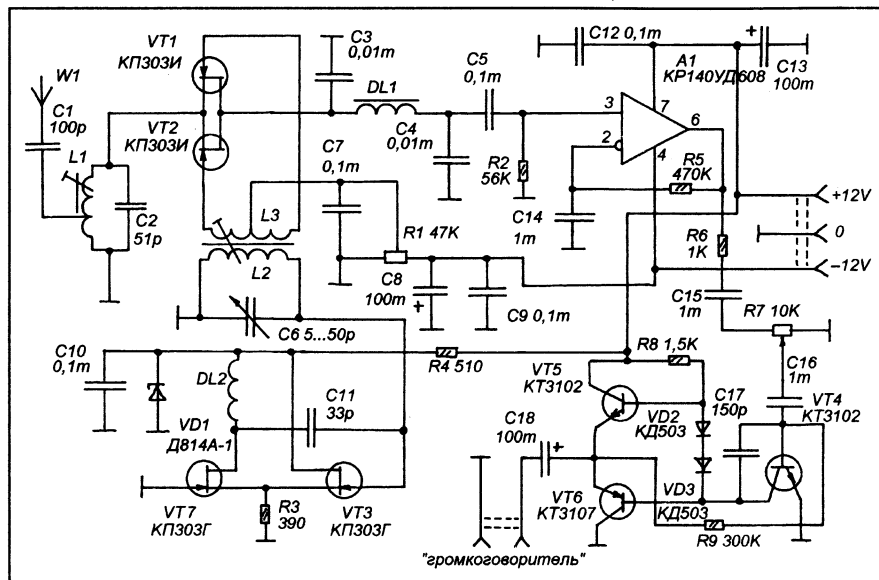 W1
C1
100p
L1
C2
51p
VT1
КП303И
VT2
КП303И
C3
0,01m
DL1
C4
0,01m
C5
0,1m
R2
56K
C7
0,1m
L3
L2
R1 47K
C8
100m
+
C9 0,1m
C6 5...50p
C12 0,1m
+
C13
100m
A1
КР140УД608
3
2
7
6
4
R5
470K
C14
1m
R6
1K
C15
1m
R7 10K
+12V
0
–12V
C16
1m
VT4
КТ3102
C10
0,1m
DL2
VD1
Д814А-1
C11
33p
R4 510
R8 1,5K
VT5
КТ3102
VD2
КД503
C17
150p
C18
100m
+
VT6
КТ3107
VD3
КД503
R9 300K
VT7
КП303Г
R3
390
VT3
КП303Г
"громкоговоритель"